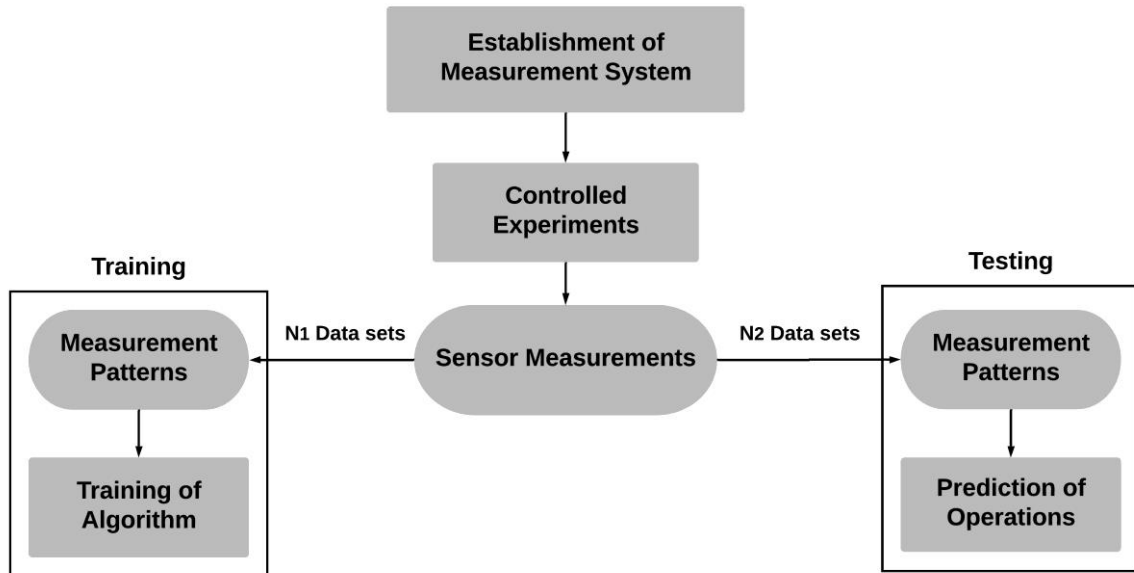 Establishment of
Measurement System
Controlled
Experiments
Training
Testing
Measurement
Patterns
N1 Data sets
Sensor Measurements
N2 Data sets
Measurement
Patterns
Training of
Algorithm
Prediction of
Operations